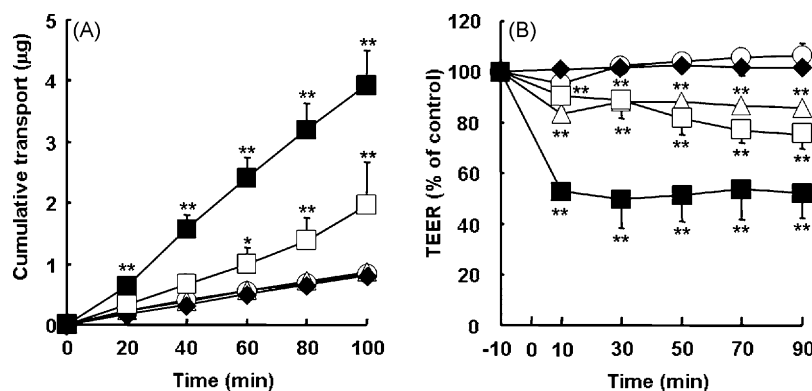 (A)
Cumulative transport (µg)
5
4
3
2
1
0
** ** ** ** **
** ** * **
0 20 40 60 80 100
Time (min)
(B)
TEER (% of control)
120
100
80
60
40
20
0
** ** ** ** **
** ** ** ** **
** ** ** ** **
-10 0 10 30 50 70 90
Time (min)